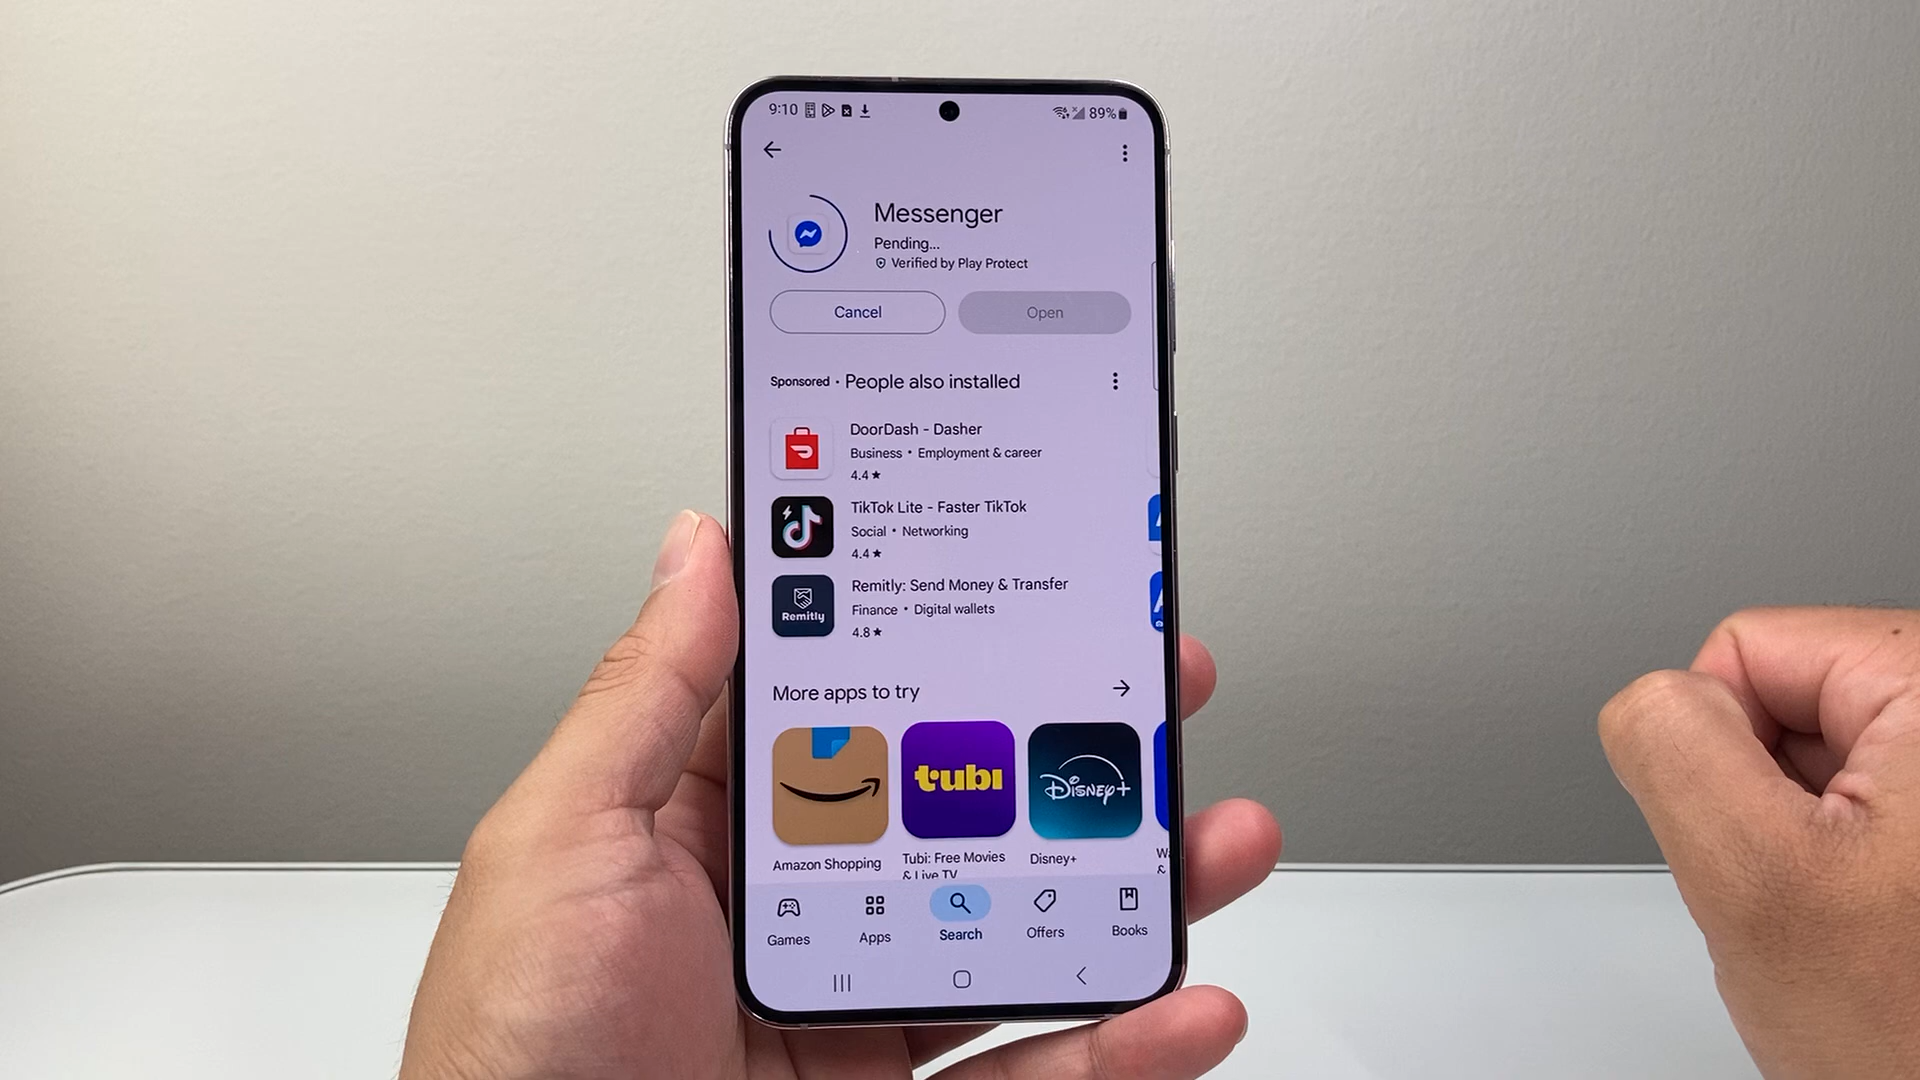 9:10 89%
Messenger
Pending...
Verified by Play Protect
Cancel Open
Sponsored • People also installed
DoorDash - Dasher
Business • Employment & career
4.4★
TikTok Lite - Faster TikTok
Social • Networking
4.4★
Remitly
Remitly: Send Money & Transfer
Finance • Digital wallets
4.8★
More apps to try
tubi
Disney+
Amazon Shopping
Tubi: Free Movies
& Live TV
Disney+
&
Games
Apps
Search
Offers
Books